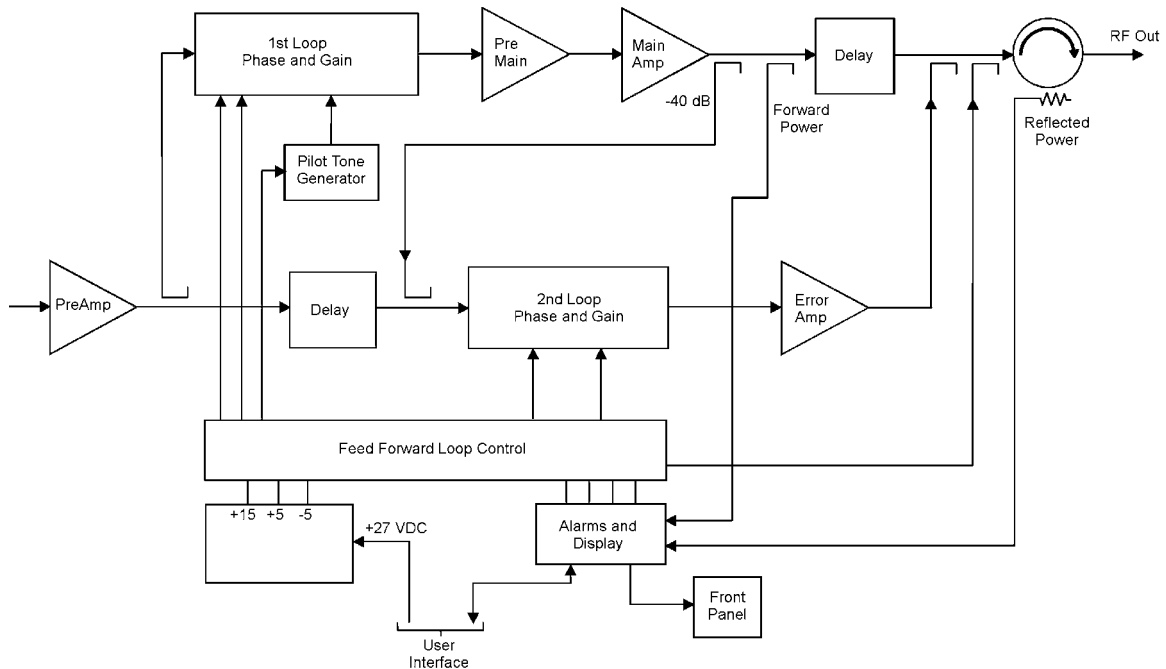 1st Loop
Phase and Gain
Pre
Main
Main
Amp
Delay
RF Out
-40 dB
Forward
Power
Reflected
Power
Pilot Tone
Generator
PreAmp
Delay
2nd Loop
Phase and Gain
Error
Amp
Feed Forward Loop Control
+15 +5 -5
+27 VDC
Alarms and
Display
Front
Panel
User
Interface